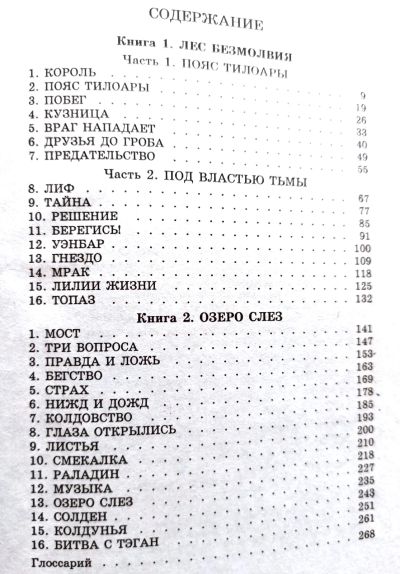 СОДЕРЖАНИЕ
Книга 1. ЛЕС БЕЗМОЛВИЯ
Часть 1. ПОЯС ТИЛОАРЫ
1. КОРОЛЬ . . . . . . . . . . 9
2. ПОЯС ТИЛОАРЫ . . . . . . . . . . 19
3. ПОБЕГ . . . . . . . . . . 26
4. КУЗНИЦА . . . . . . . . . . 33
5. ВРАГ НАПАДАЕТ . . . . . . . . . . 40
6. ДРУЗЬЯ ДО ГРОБА . . . . . . . . . . 49
7. ПРЕДАТЕЛЬСТВО . . . . . . . . . . 55
Часть 2. ПОД ВЛАСТЬЮ ТЬМЫ
8. ЛИФ . . . . . . . . . . 67
9. ТАЙНА . . . . . . . . . . 77
10. РЕШЕНИЕ . . . . . . . . . . 85
11. БЕРЕГИСЫ . . . . . . . . . . 91
12. УЭНБАР . . . . . . . . . . 100
13. ГНЕЗДО . . . . . . . . . . 109
14. МРАК . . . . . . . . . . 118
15. ЛИЛИИ ЖИЗНИ . . . . . . . . . . 125
16. ТОПАЗ . . . . . . . . . . 132
Книга 2. ОЗЕРО СЛЕЗ
1. МОСТ . . . . . . . . . . 141
2. ТРИ ВОПРОСА . . . . . . . . . . 147
3. ПРАВДА И ЛОЖЬ . . . . . . . . . . 153
4. БЕГСТВО . . . . . . . . . . 163
5. СТРАХ . . . . . . . . . . 169
6. НИЖД И ДОЖД . . . . . . . . . . 178
7. КОЛДОВСТВО . . . . . . . . . . 185
8. ГЛАЗА ОТКРЫЛИСЬ . . . . . . . . . . 193
9. ЛИСТЬЯ . . . . . . . . . . 200
10. СМЕКАЛКА . . . . . . . . . . 210
11. РАЛАДИН . . . . . . . . . . 218
12. МУЗЫКА . . . . . . . . . . 227
13. ОЗЕРО СЛЕЗ . . . . . . . . . . 235
14. СОЛДЕН . . . . . . . . . . 243
15. КОЛДУНЬЯ . . . . . . . . . . 251
16. БИТВА С ТЭГАН . . . . . . . . . . 261
Глоссарий . . . . . . . . . . 268